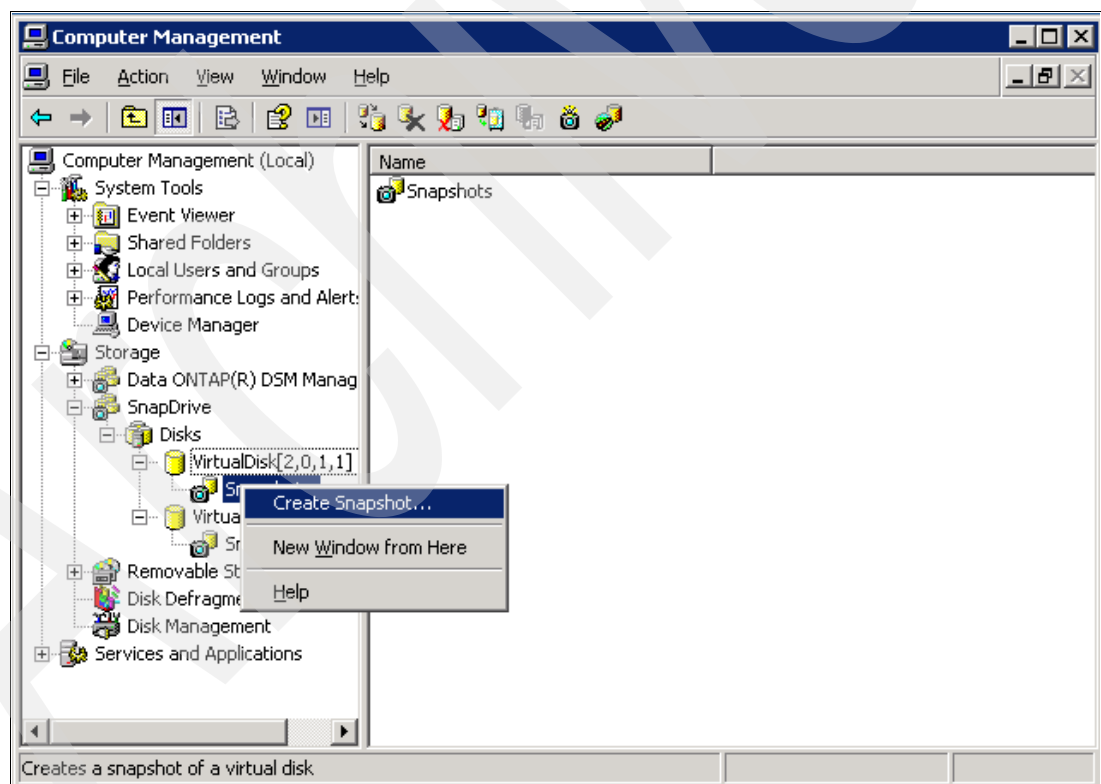 Computer Management
File Action View Window Help
Computer Management (Local)
Name
System Tools
Snapshots
Event Viewer
Shared Folders
Local Users and Groups
Performance Logs and Alert
Device Manager
Storage
Data ONTAP(R) DSM Manag
SnapDrive
Disks
VirtualDisk[2,0,1,1]
Create Snapshot...
New Window from Here
Help
Removable St
Disk Defragme
Disk Management
Services and Applications
Creates a snapshot of a virtual disk